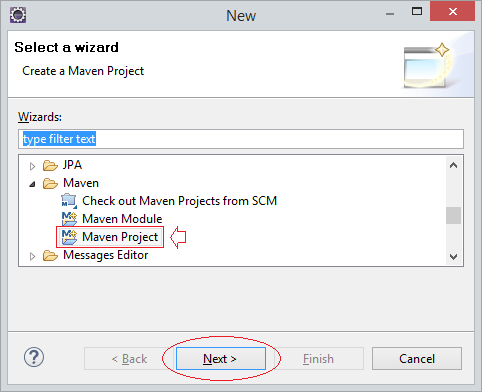 New
Select a wizard
Create a Maven Project
Wizards:
type filter text
JPA
Maven
Check out Maven Projects from SCM
Maven Module
Maven Project
Messages Editor
< Back
Next >
Finish
Cancel